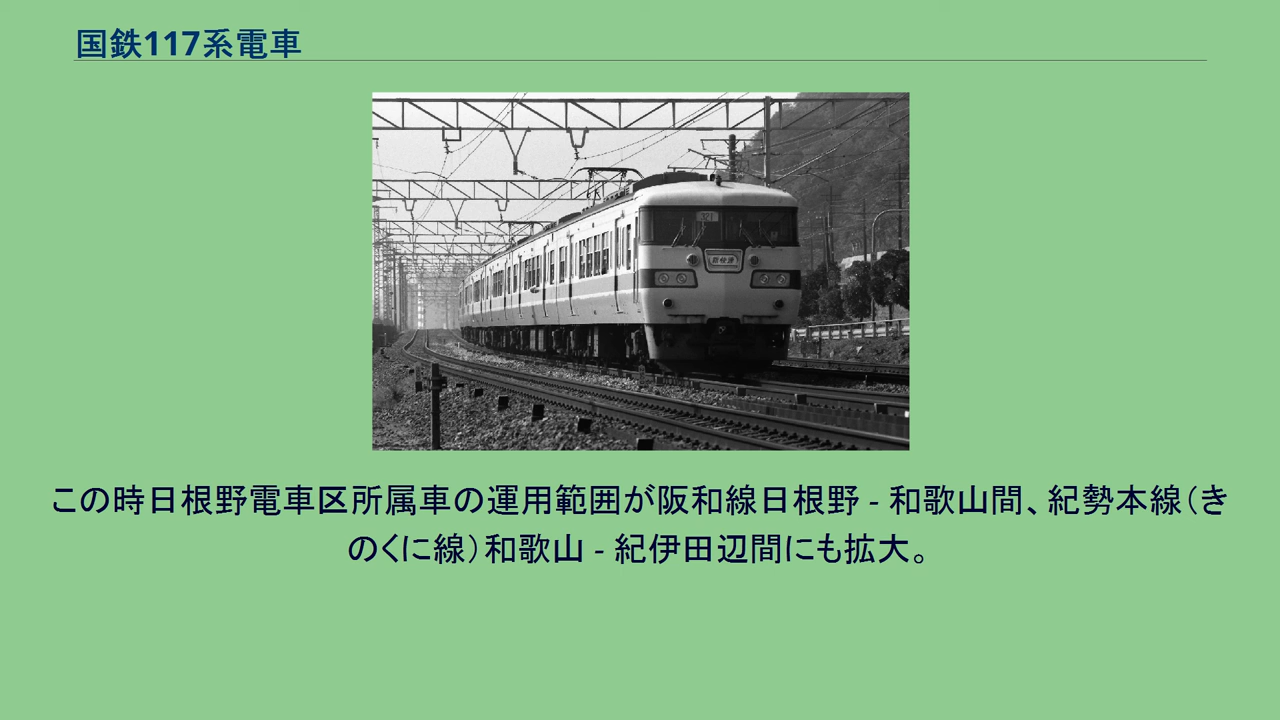 国鉄117系電車
この時日根野電車区所属車の運用範囲が阪和線日根野 - 和歌山間、紀勢本線（き
のくに線）和歌山 - 紀伊田辺間にも拡大。